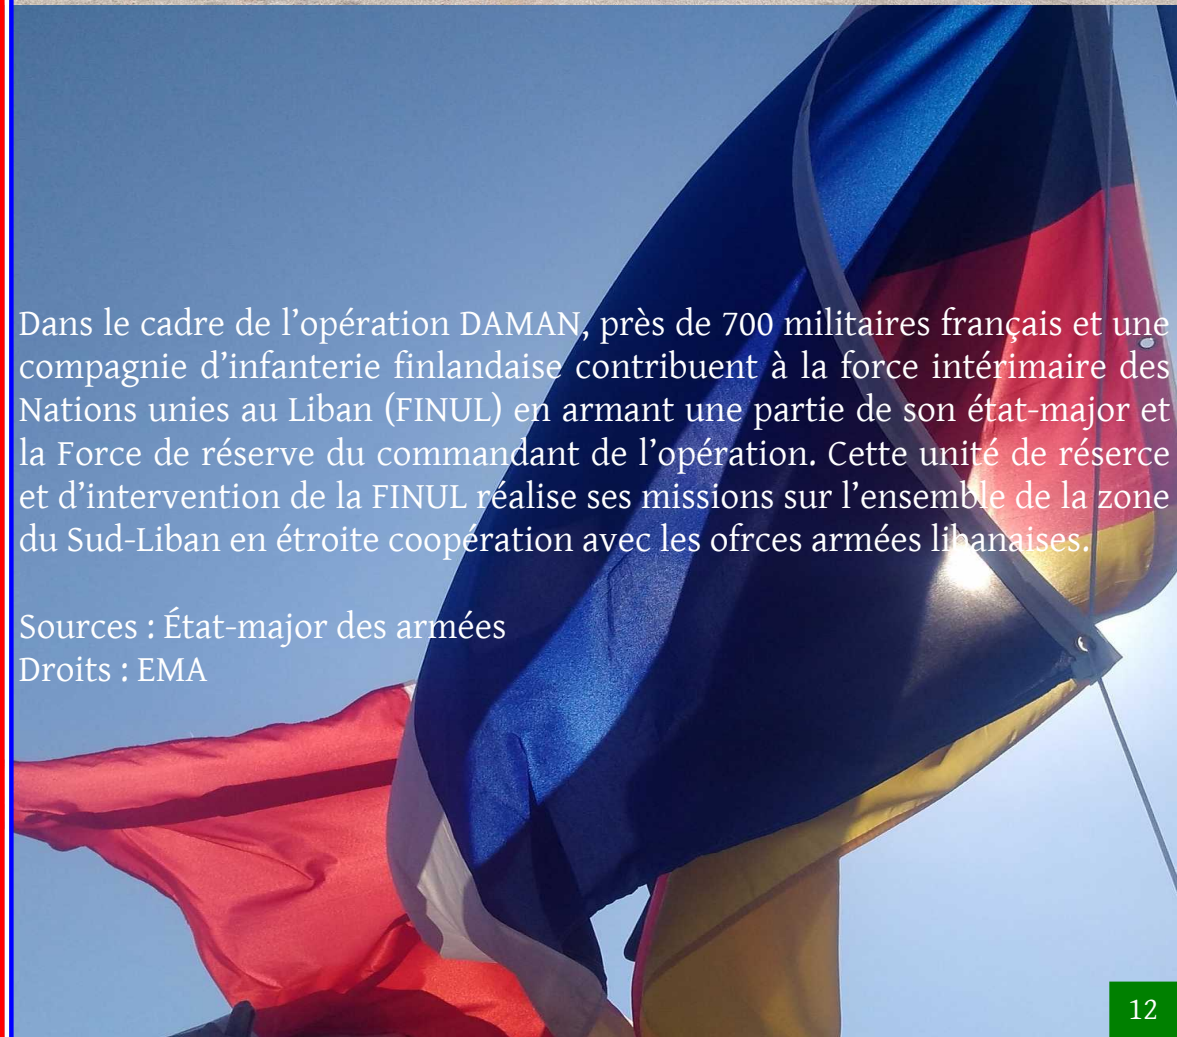 Dans le cadre de l’opération DAMAN, près de 700 militaires français et une
compagnie d’infanterie finlandaise contribuent à la force intérimaire des
Nations unies au Liban (FINUL) en armant une partie de son état-major et
la Force de réserve du commandant de l’opération. Cette unité de réserce
et d’intervention de la FINUL réalise ses missions sur l’ensemble de la zone
du Sud-Liban en étroite coopération avec les ofrces armées libanaises.
Sources : État-major des armées
Droits : EMA
12